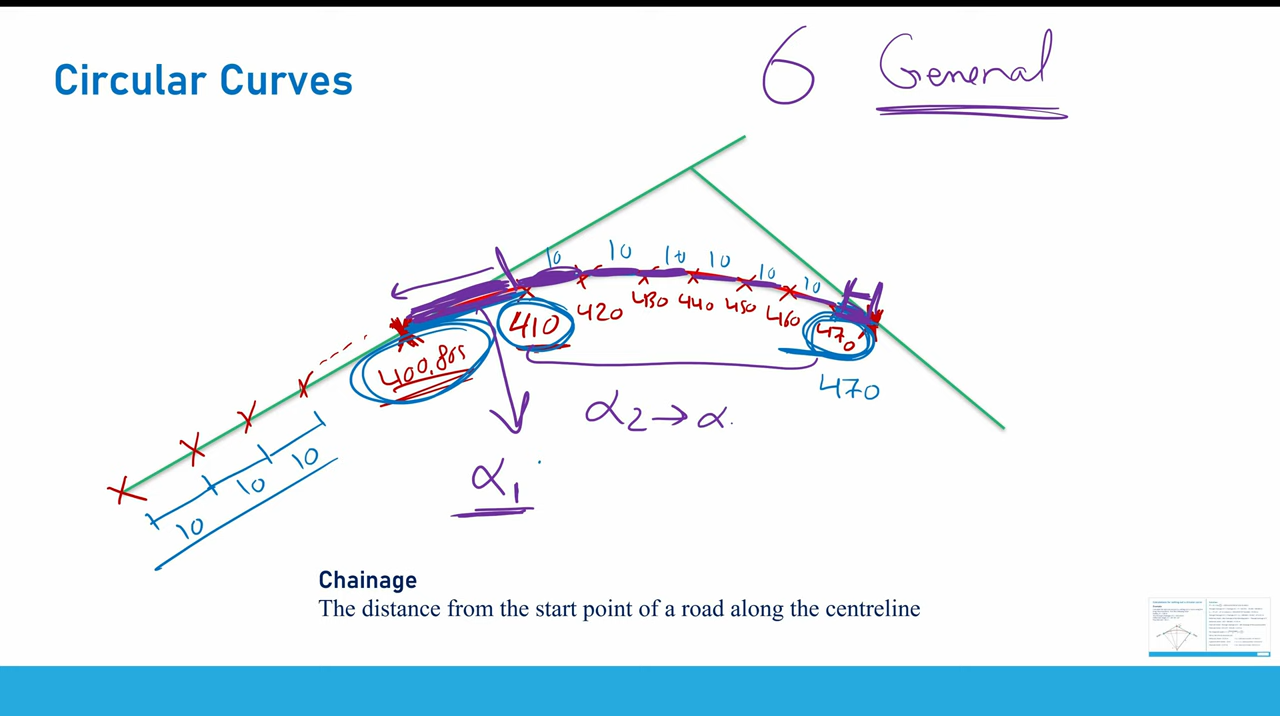 6 General
Circular Curves
10 10 10 10 10 10
410 420 430 440 450 460 470
400.805
470
α2 → α.
10 10 10
α1
Chainage
The distance from the start point of a road along the centreline